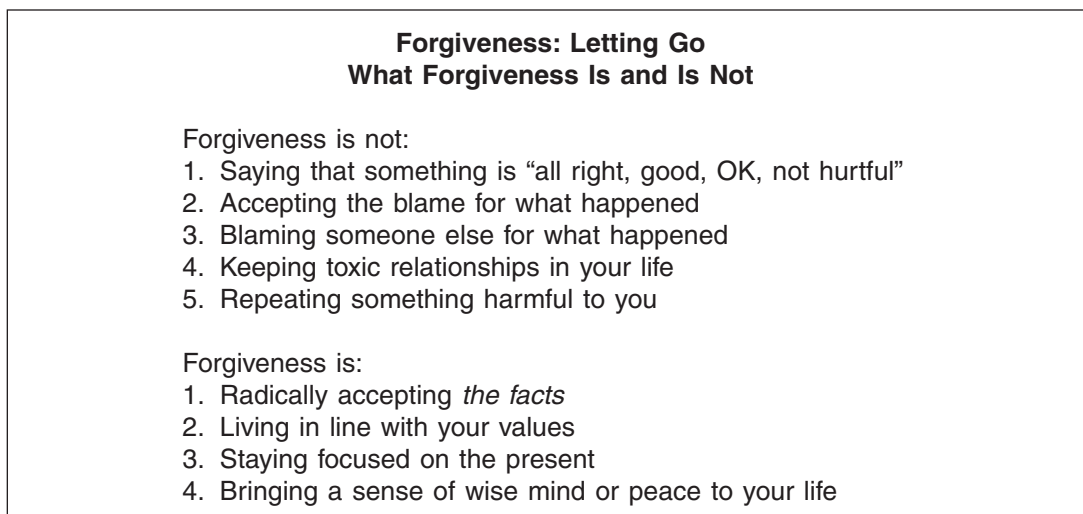 Forgiveness: Letting Go
What Forgiveness Is and Is Not
Forgiveness is not:
1. Saying that something is “all right, good, OK, not hurtful”
2. Accepting the blame for what happened
3. Blaming someone else for what happened
4. Keeping toxic relationships in your life
5. Repeating something harmful to you
Forgiveness is:
1. Radically accepting the facts
2. Living in line with your values
3. Staying focused on the present
4. Bringing a sense of wise mind or peace to your life